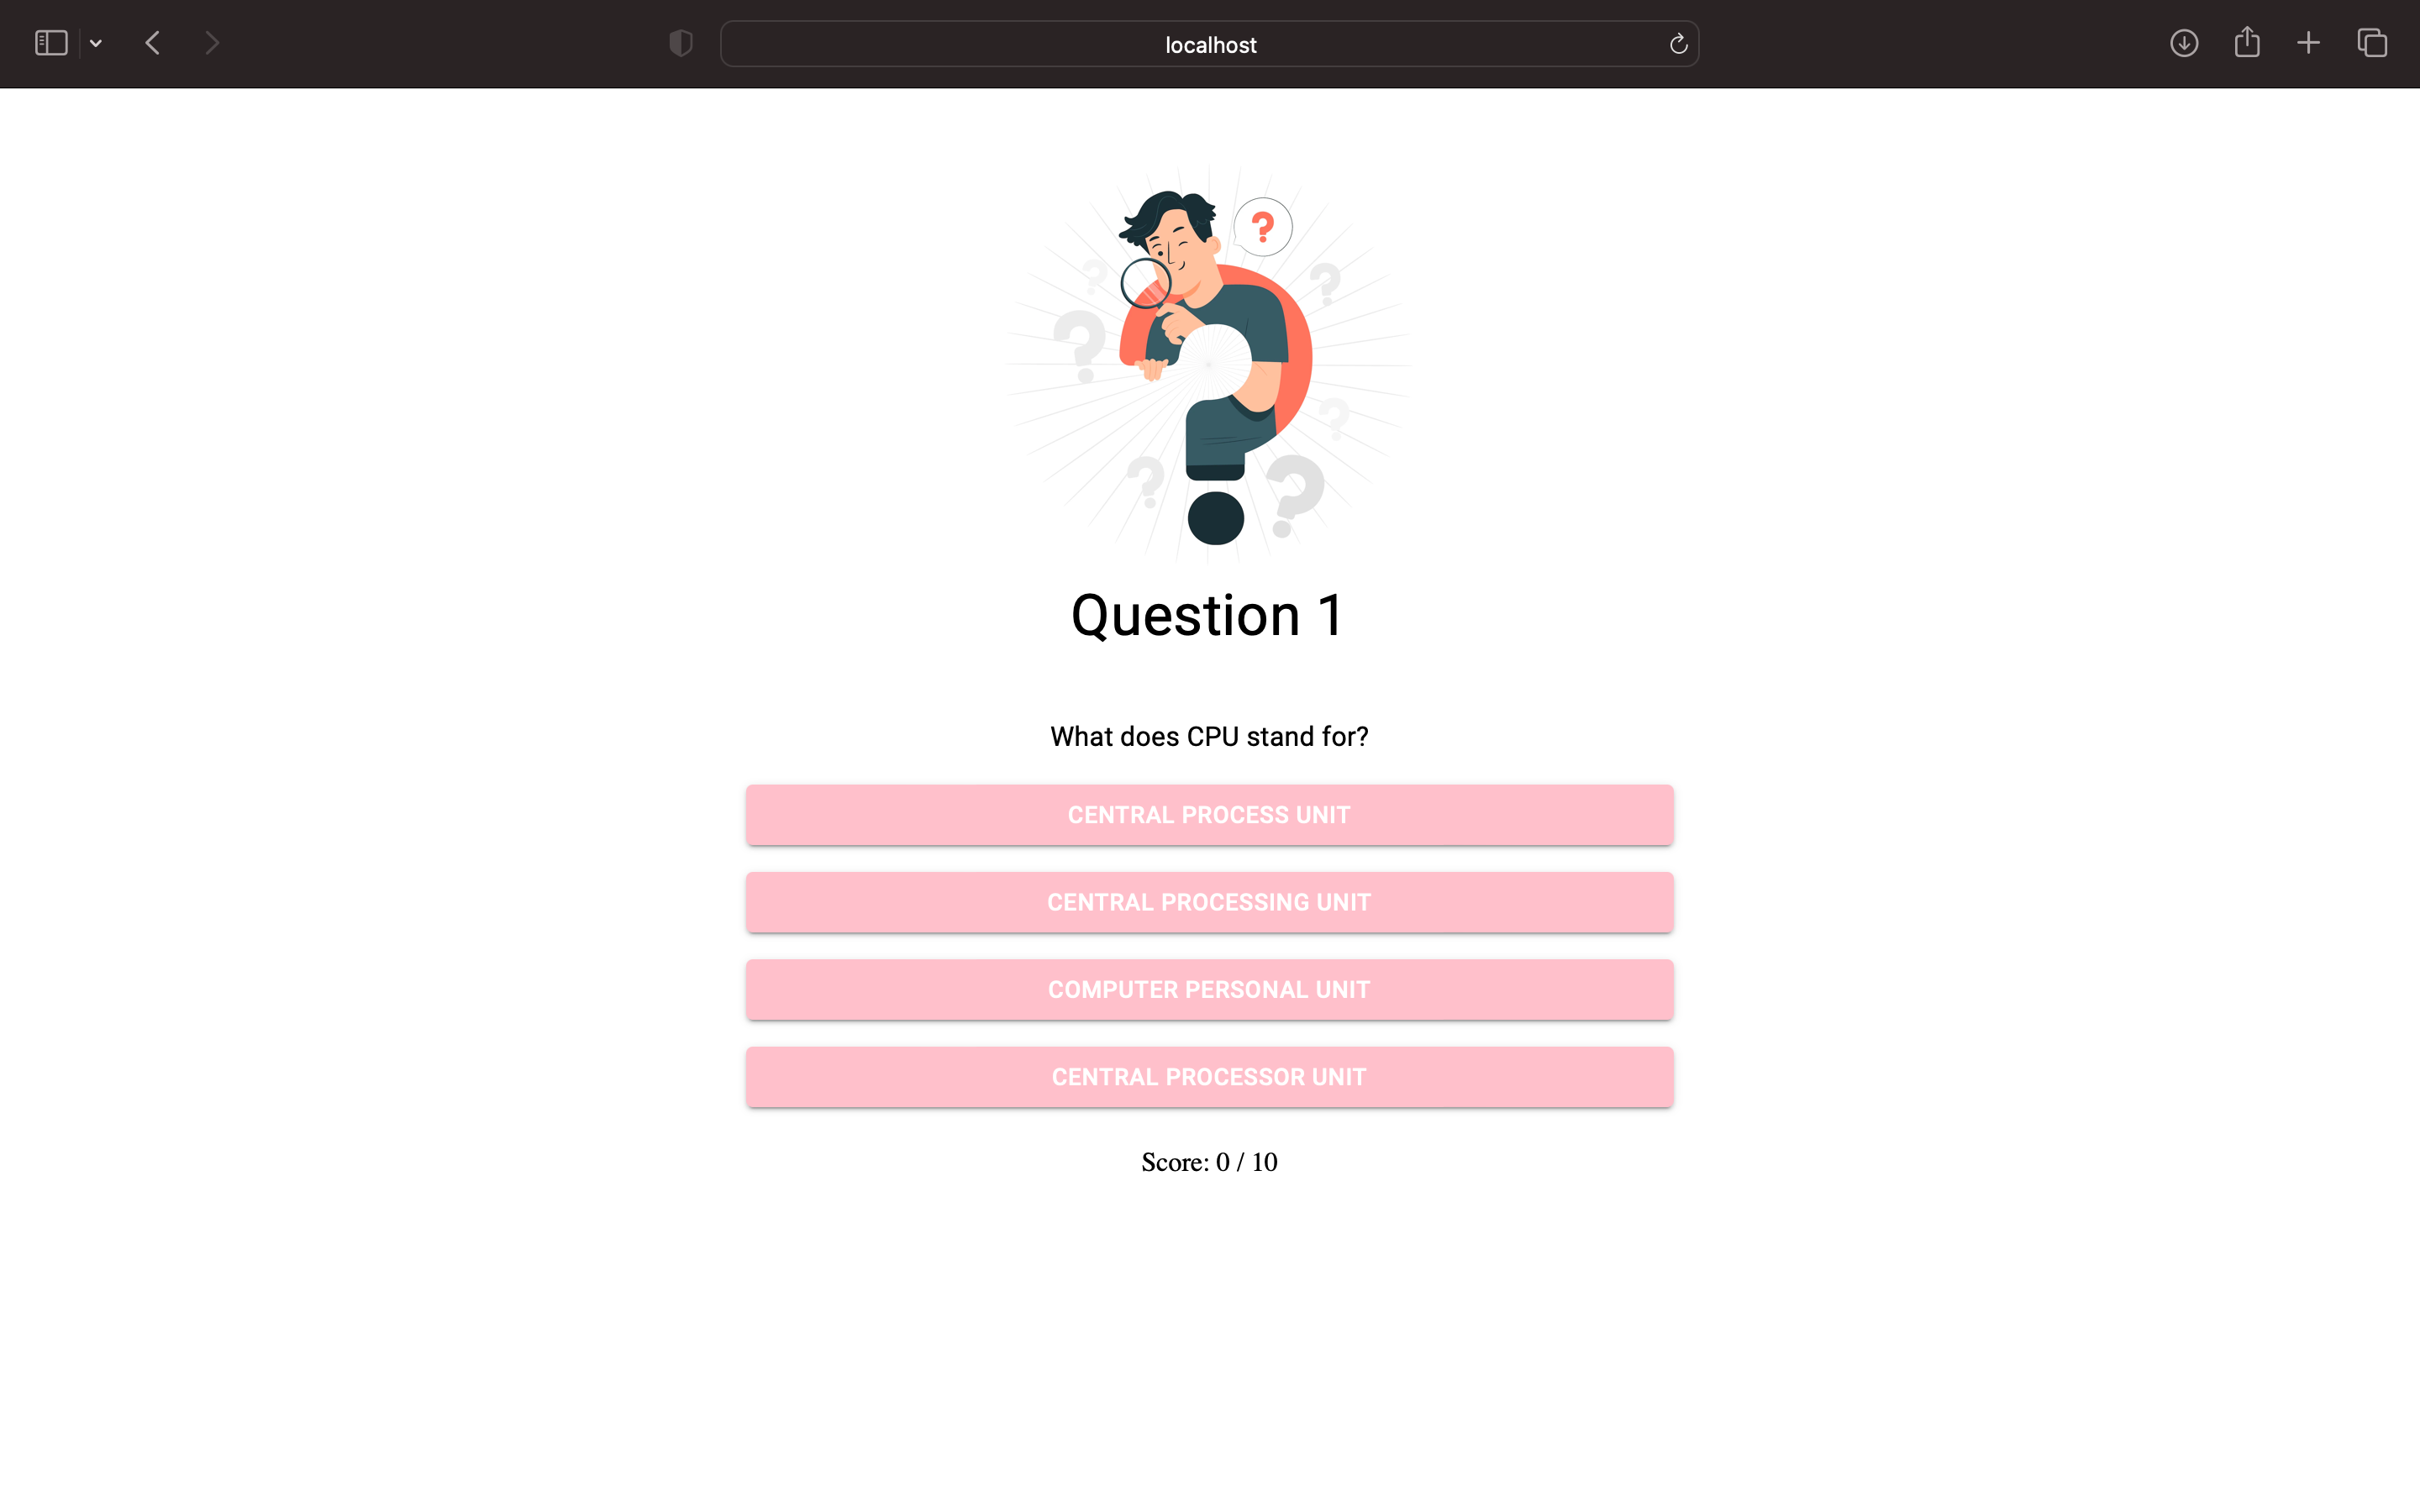 localhost
?
Question 1
What does CPU stand for?
CENTRAL PROCESS UNIT
CENTRAL PROCESSING UNIT
COMPUTER PERSONAL UNIT
CENTRAL PROCESSOR UNIT
Score: 0 / 10